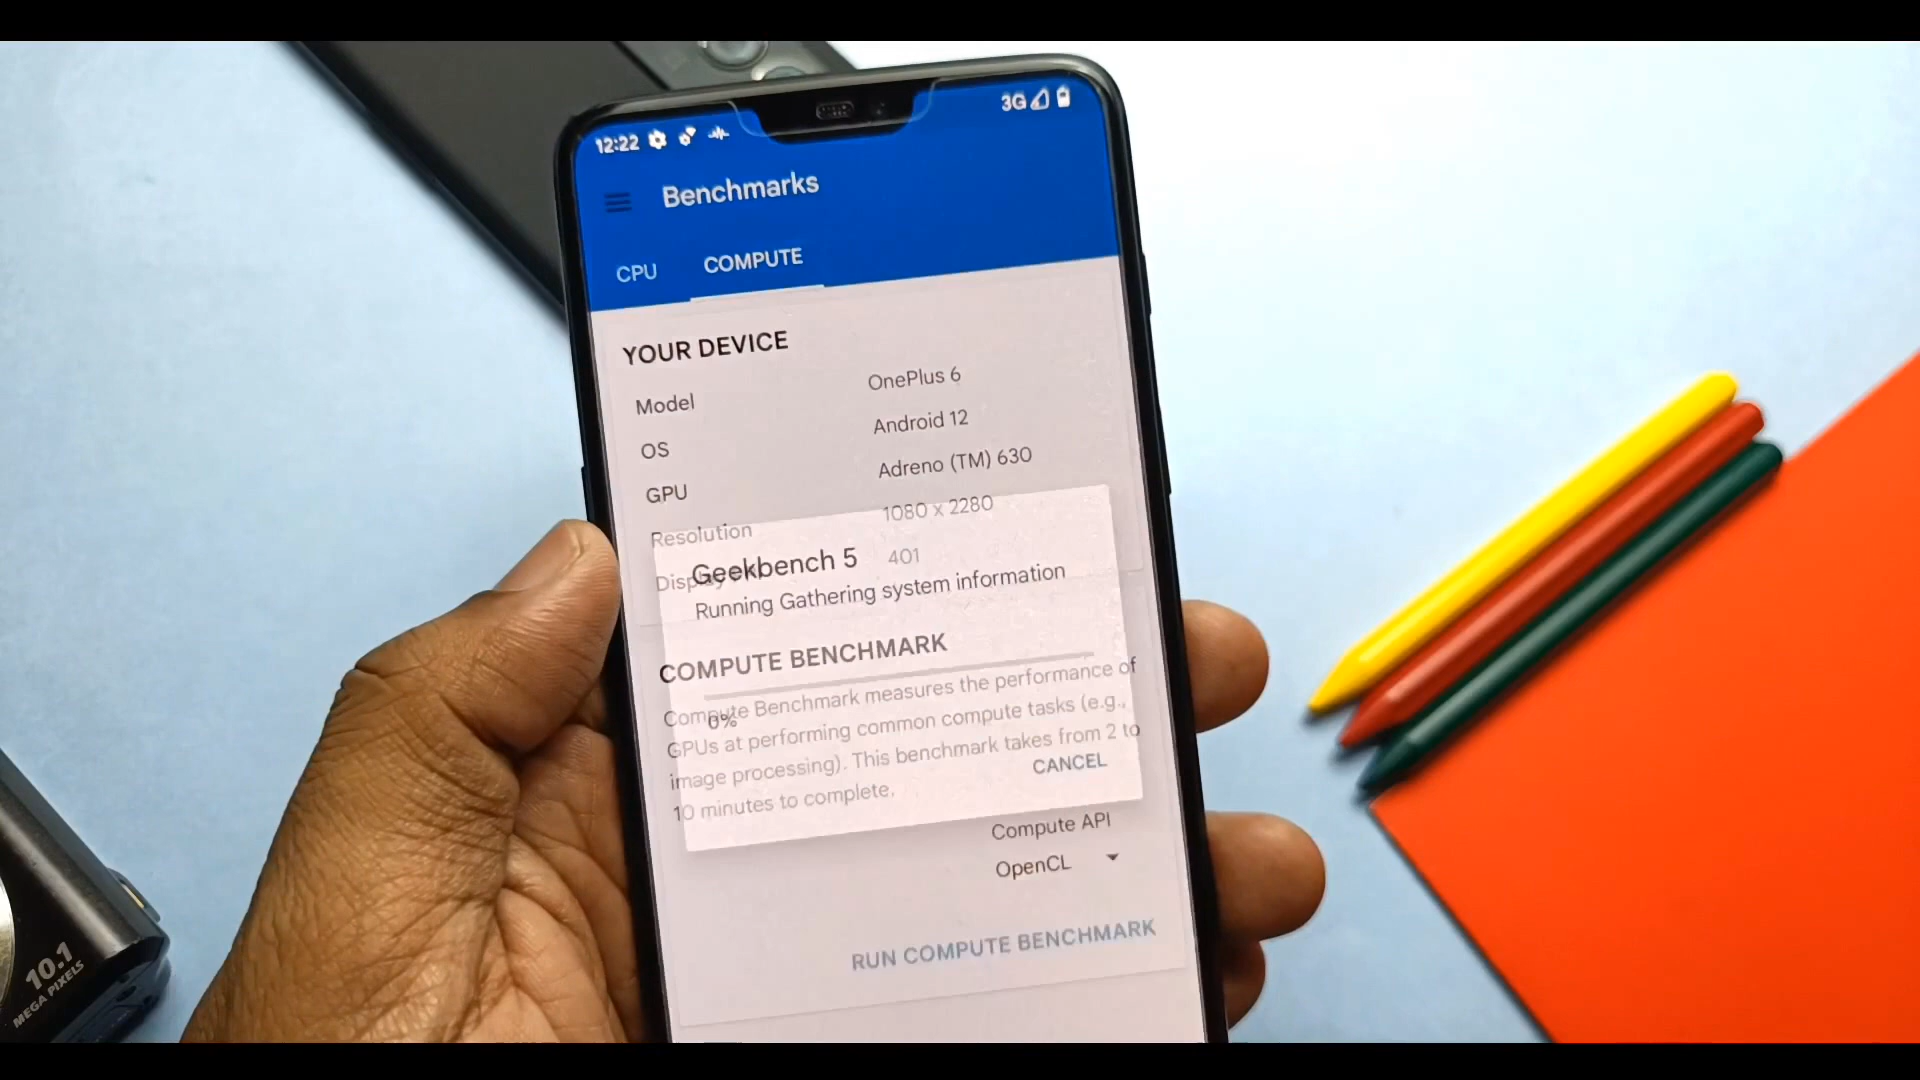 12:22
3G
Benchmarks
CPU
COMPUTE
YOUR DEVICE
Model
OnePlus 6
OS
Android 12
GPU
Adreno (TM) 630
Resolution
1080 x 2280
401
Geekbench 5
Running Gathering system information
COMPUTE BENCHMARK
0%
Compute Benchmark measures the performance of
GPUs at performing common compute tasks (e.g.,
image processing). This benchmark takes from 2 to
10 minutes to complete.
CANCEL
Compute API
OpenCL
RUN COMPUTE BENCHMARK
10.1
MEGA PIXELS